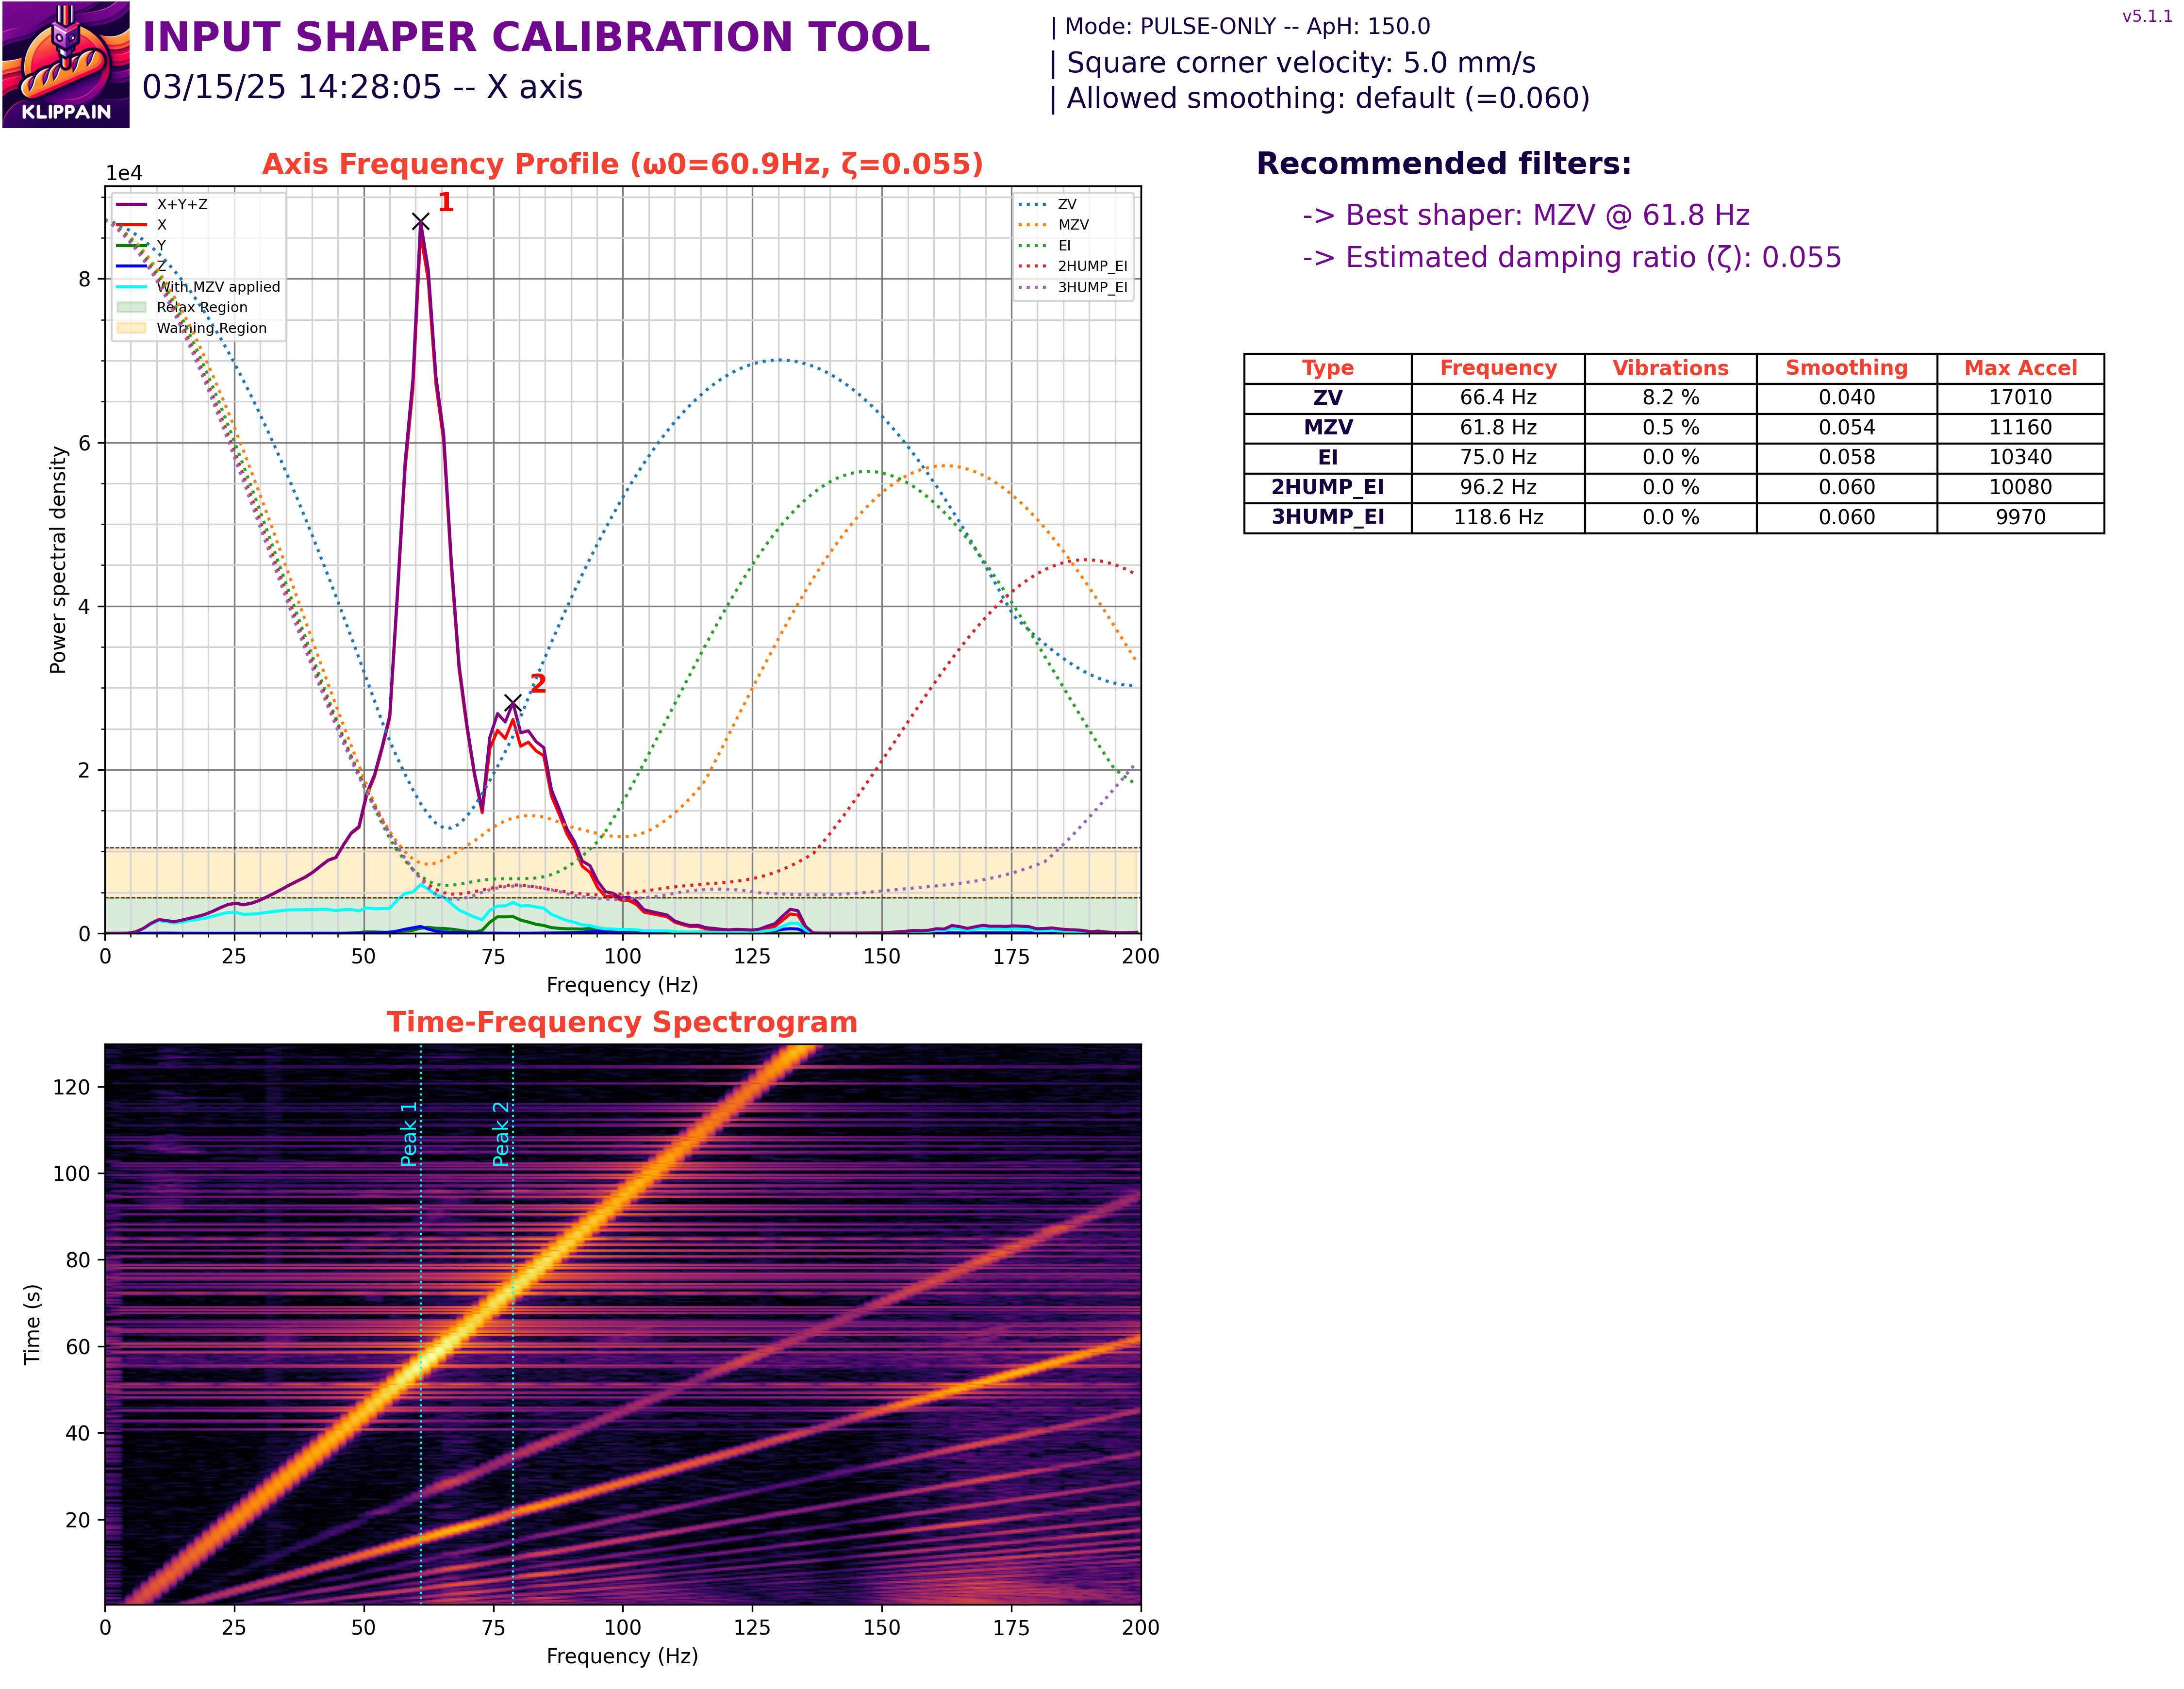 KLIPPAIN
INPUT SHAPER CALIBRATION TOOL
03/15/25 14:28:05 -- X axis
| Mode: PULSE-ONLY -- ApH: 150.0
| Square corner velocity: 5.0 mm/s
| Allowed smoothing: default (=0.060)
v5.1.1
Axis Frequency Profile (ω0=60.9Hz, ζ=0.055)
1e4
Power spectral density
8
6
4
2
0
X+Y+Z
X
Y
Z
With MZV applied
Relax Region
Warning Region
1
2
ZV
MZV
EI
2HUMP_EI
3HUMP_EI
0 25 50 75 100 125 150 175 200
Frequency (Hz)
Recommended filters:
-> Best shaper: MZV @ 61.8 Hz
-> Estimated damping ratio (ζ): 0.055
Type Frequency Vibrations Smoothing Max Accel
ZV 66.4 Hz 8.2 % 0.040 17010
MZV 61.8 Hz 0.5 % 0.054 11160
EI 75.0 Hz 0.0 % 0.058 10340
2HUMP_EI 96.2 Hz 0.0 % 0.060 10080
3HUMP_EI 118.6 Hz 0.0 % 0.060 9970
Time-Frequency Spectrogram
Time (s)
120
100
80
60
40
20
Peak 1
Peak 2
0 25 50 75 100 125 150 175 200
Frequency (Hz)